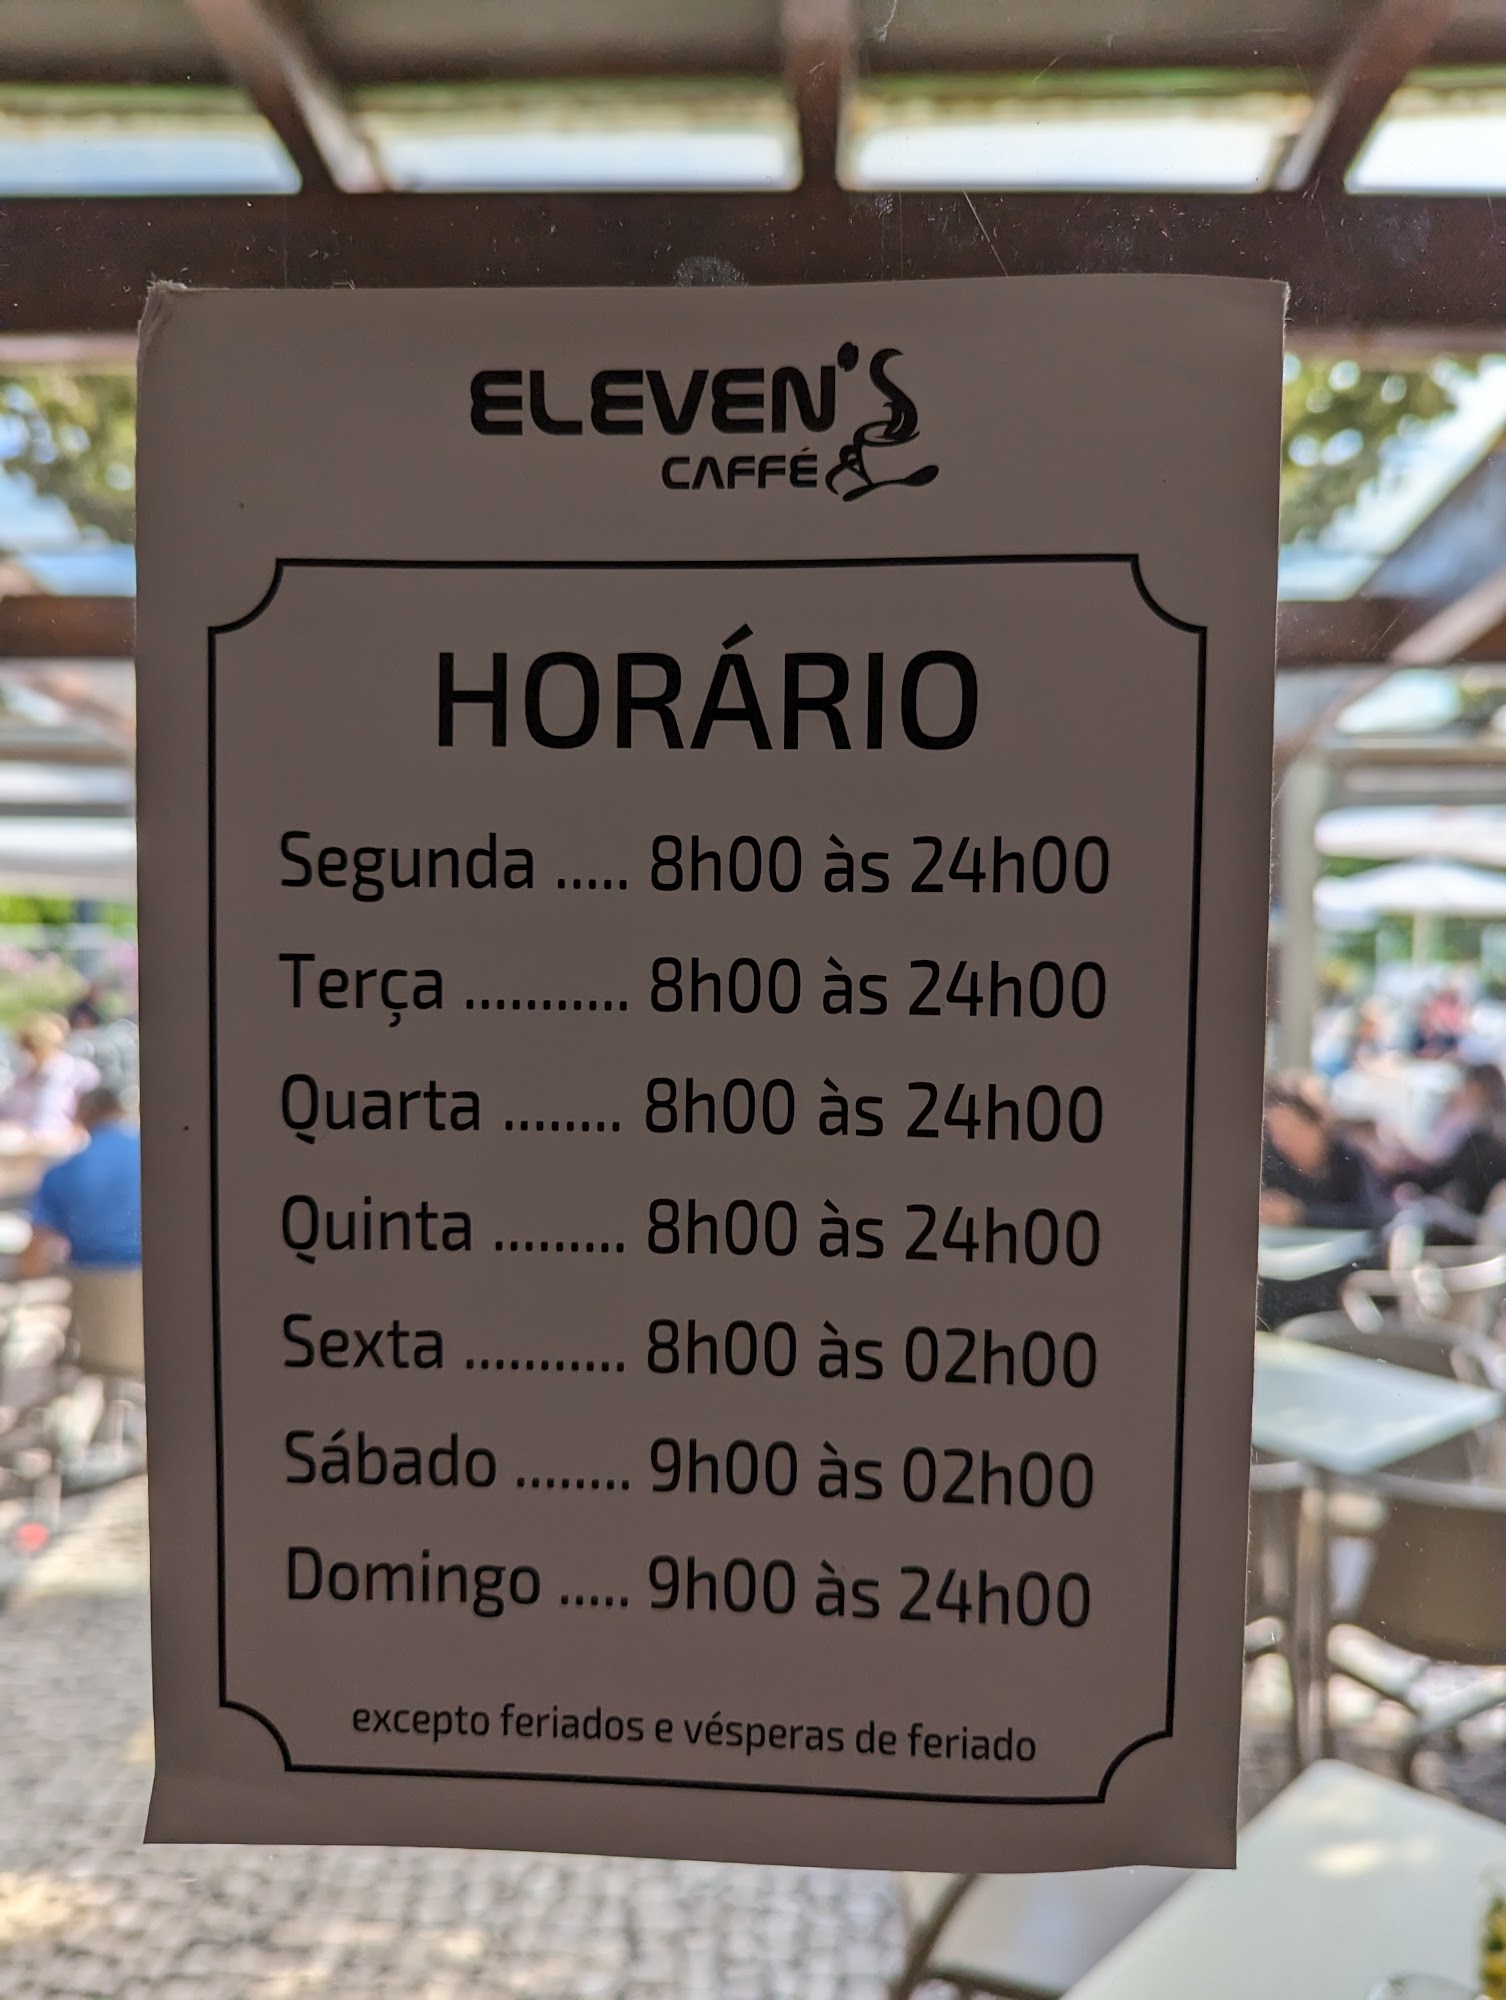 ELEVEN'S
CAFFÉ
HORÁRIO
Segunda ..... 8h00 às 24h00
Terça ........... 8h00 às 24h00
Quarta ........ 8h00 às 24h00
Quinta ......... 8h00 às 24h00
Sexta ........... 8h00 às 02h00
Sábado ........ 9h00 às 02h00
Domingo ..... 9h00 às 24h00
excepto feriados e vésperas de feriado